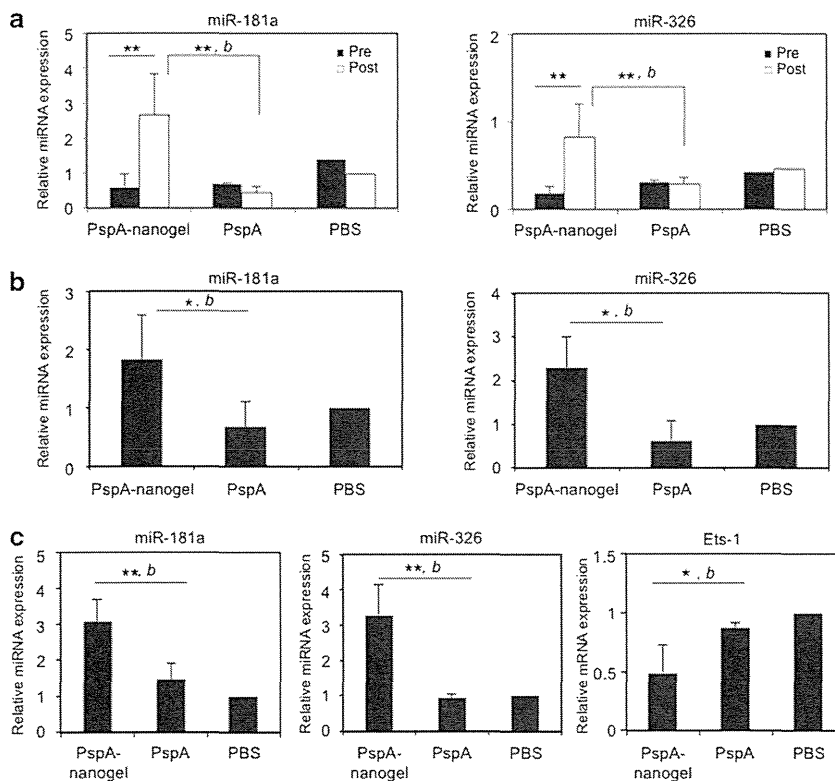 a
miR-181a
Relative miRNA expression
5
4
3
2
1
0
**
**, b
Pre
Post
PspA-nanogel
PspA
PBS
miR-326
Relative miRNA expression
2
1
0
**
**, b
Pre
Post
PspA-nanogel
PspA
PBS
b
miR-181a
Relative miRNA expression
3
2
1
0
*, b
PspA-nanogel
PspA
PBS
miR-326
Relative miRNA expression
4
3
2
1
0
*, b
PspA-nanogel
PspA
PBS
c
miR-181a
Relative miRNA expression
5
4
3
2
1
0
**, b
PspA-
nanogel
PspA
PBS
miR-326
Relative miRNA expression
5
4
3
2
1
0
**, b
PspA-
nanogel
PspA
PBS
Ets-1
Relative miRNA expression
1.5
1
0.5
0
*, b
PspA-
nanogel
PspA
PBS